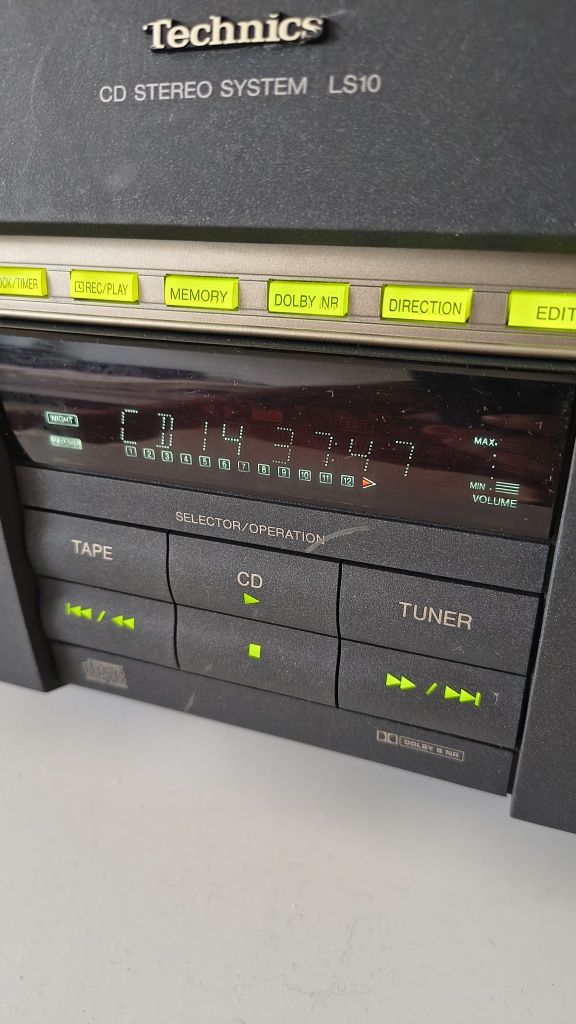 Technics
CD STEREO SYSTEM LS10
OCK/TIMER REC/PLAY MEMORY DOLBY NR DIRECTION EDIT
NIGHT
CD 14 37:47
MAX.
1 2 3 4 5 6 7 8 9 10 11 12
MIN.
VOLUME
SELECTOR/OPERATION
TAPE CD TUNER
disc
DOLBY B NR